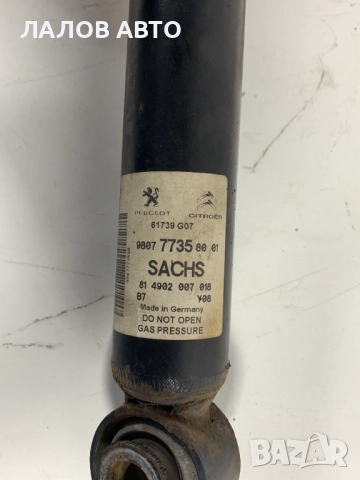 ЛАЛОВ АВТО
PEUGEOT CITROËN
61739 G07
9807 7735 80 01
SACHS
81 4902 007 018
B7 Y08
Made in Germany
DO NOT OPEN
GAS PRESSURE
BAZAR